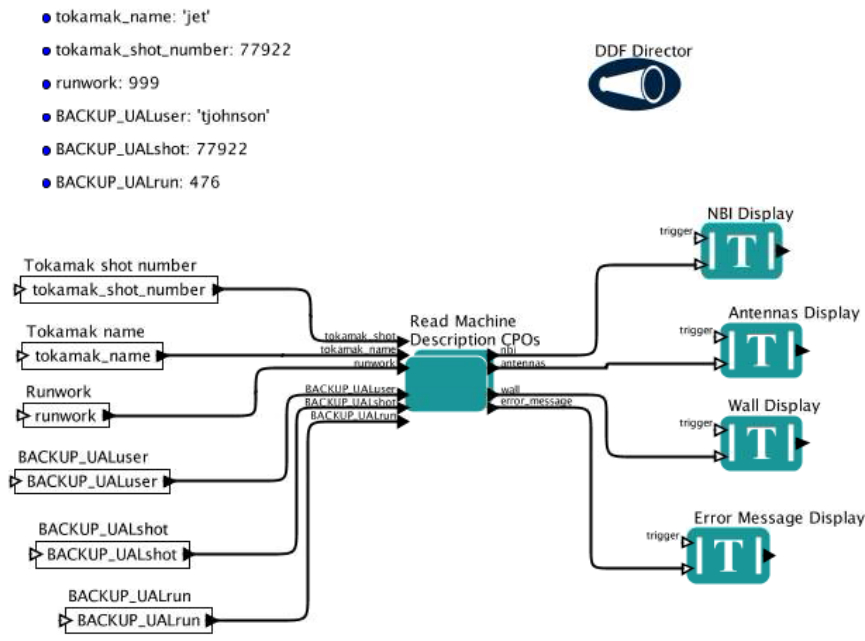 tokamak_name: 'jet'
tokamak_shot_number: 77922
runwork: 999
BACKUP_UALuser: 'tjohnson'
BACKUP_UALshot: 77922
BACKUP_UALrun: 476
DDF Director
NBI Display
trigger
T
Tokamak shot number
tokamak_shot_number
Antennas Display
trigger
T
Tokamak name
tokamak_name
Read Machine
Description CPOs
tokamak_shot
tokamak_name
runwork
BACKUP_UALuser
BACKUP_UALshot
BACKUP_UALrun
nbi
antennas
wall
error_message
Runwork
runwork
Wall Display
trigger
T
BACKUP_UALuser
BACKUP_UALuser
BACKUP_UALshot
BACKUP_UALshot
Error Message Display
trigger
T
BACKUP_UALrun
BACKUP_UALrun